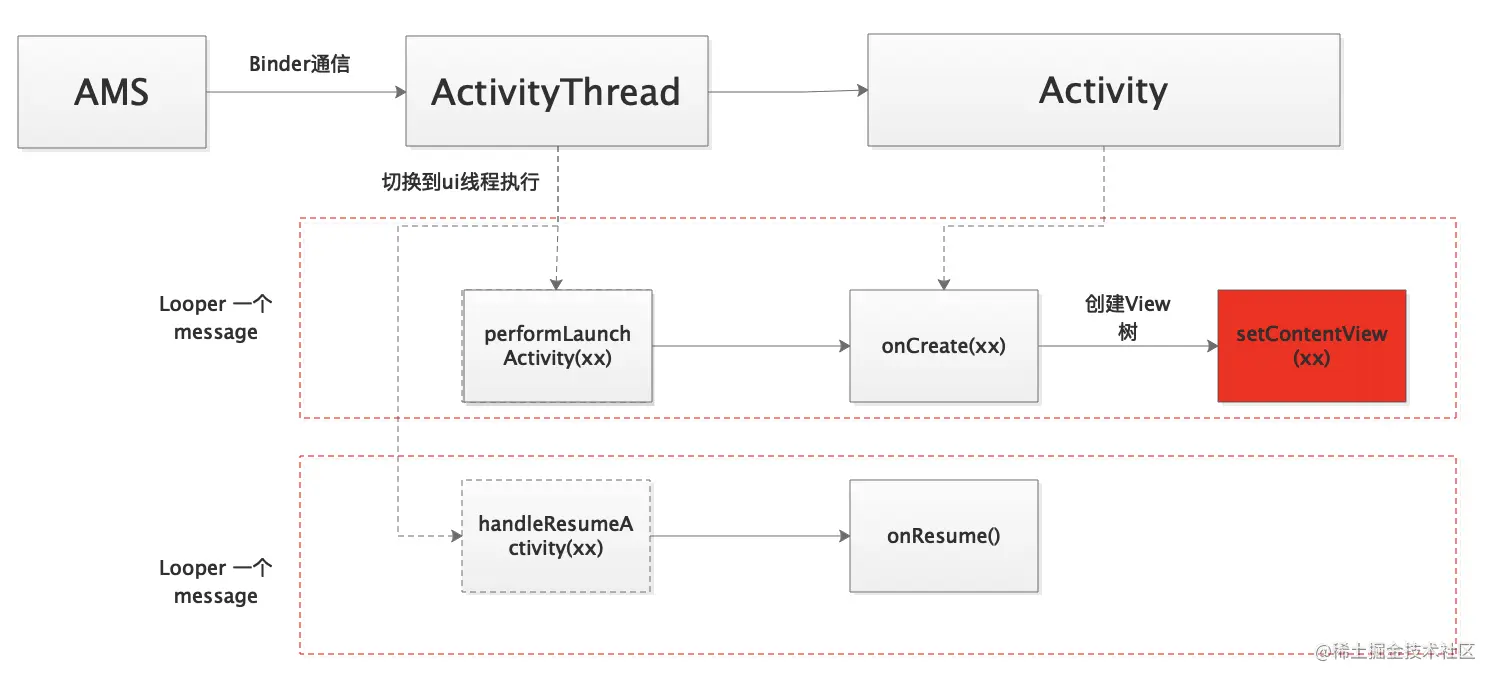 AMS
Binder通信
ActivityThread
Activity
切换到ui线程执行
Looper 一个
message
performLaunch
Activity(xx)
onCreate(xx)
创建View
树
setContentView
(xx)
Looper 一个
message
handleResumeA
ctivity(xx)
onResume()
@稀土掘金技术社区